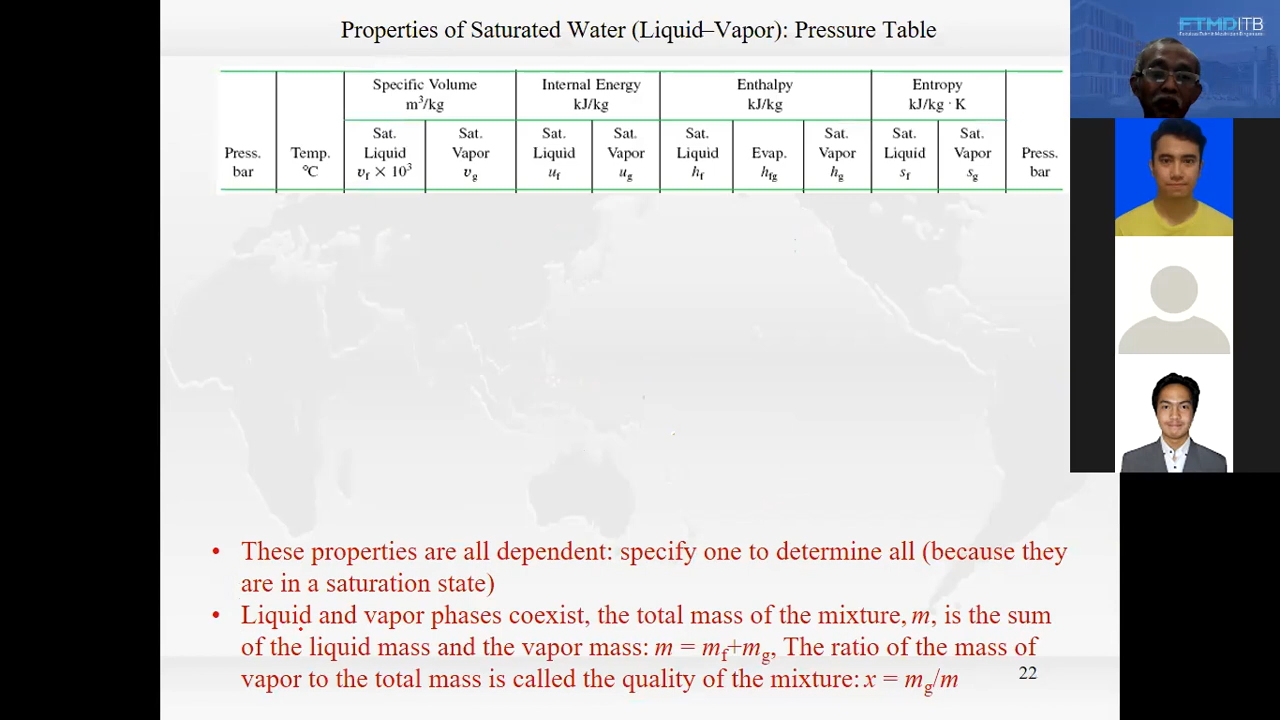 Properties of Saturated Water (Liquid–Vapor): Pressure Table
FTMD ITB
Specific Volume Internal Energy Enthalpy Entropy
m³/kg kJ/kg kJ/kg kJ/kg · K
Sat. Sat. Sat. Sat. Sat. Sat. Sat. Sat.
Press. Temp. Liquid Vapor Liquid Vapor Liquid Evap. Vapor Liquid Vapor Press.
bar °C vf × 10³ vg uf ug hf hfg hg sf sg bar
• These properties are all dependent: specify one to determine all (because they
are in a saturation state)
• Liquid and vapor phases coexist, the total mass of the mixture, m, is the sum
of the liquid mass and the vapor mass: m = mf+mg, The ratio of the mass of
vapor to the total mass is called the quality of the mixture: x = mg/m
22